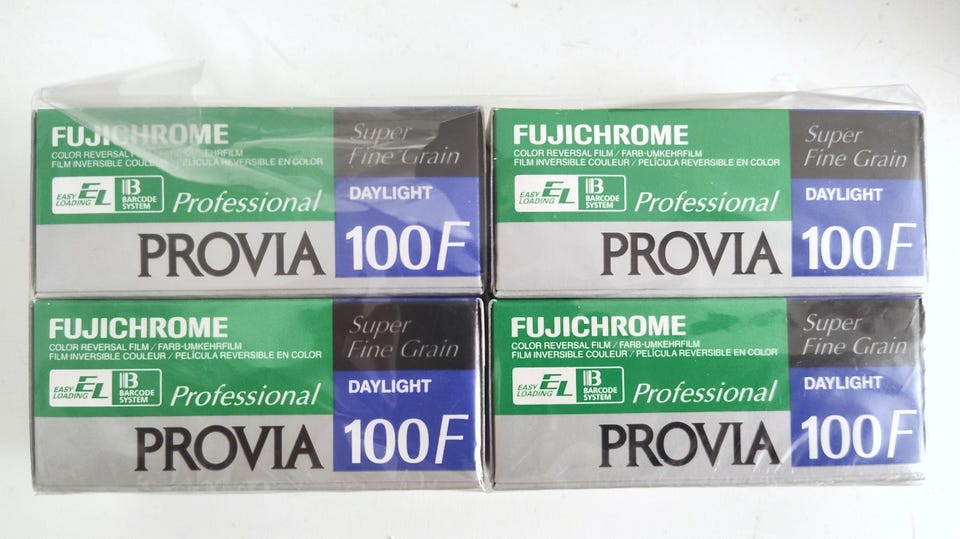 FUJICHROME
COLOR REVERSAL FILM / FARB-UMKEHRFILM
FILM INVERSIBLE COULEUR / PELÍCULA REVERSIBLE EN COLOR
EASY LOADING EL
B BARCODE SYSTEM
Professional
PROVIA
Super
Fine Grain
DAYLIGHT
100F
FUJICHROME
COLOR REVERSAL FILM / FARB-UMKEHRFILM
FILM INVERSIBLE COULEUR / PELÍCULA REVERSIBLE EN COLOR
EASY LOADING EL
B BARCODE SYSTEM
Professional
PROVIA
Super
Fine Grain
DAYLIGHT
100F
FUJICHROME
COLOR REVERSAL FILM / FARB-UMKEHRFILM
FILM INVERSIBLE COULEUR / PELÍCULA REVERSIBLE EN COLOR
EASY LOADING EL
B BARCODE SYSTEM
Professional
PROVIA
Super
Fine Grain
DAYLIGHT
100F
FUJICHROME
COLOR REVERSAL FILM / FARB-UMKEHRFILM
FILM INVERSIBLE COULEUR / PELÍCULA REVERSIBLE EN COLOR
EASY LOADING EL
B BARCODE SYSTEM
Professional
PROVIA
Super
Fine Grain
DAYLIGHT
100F